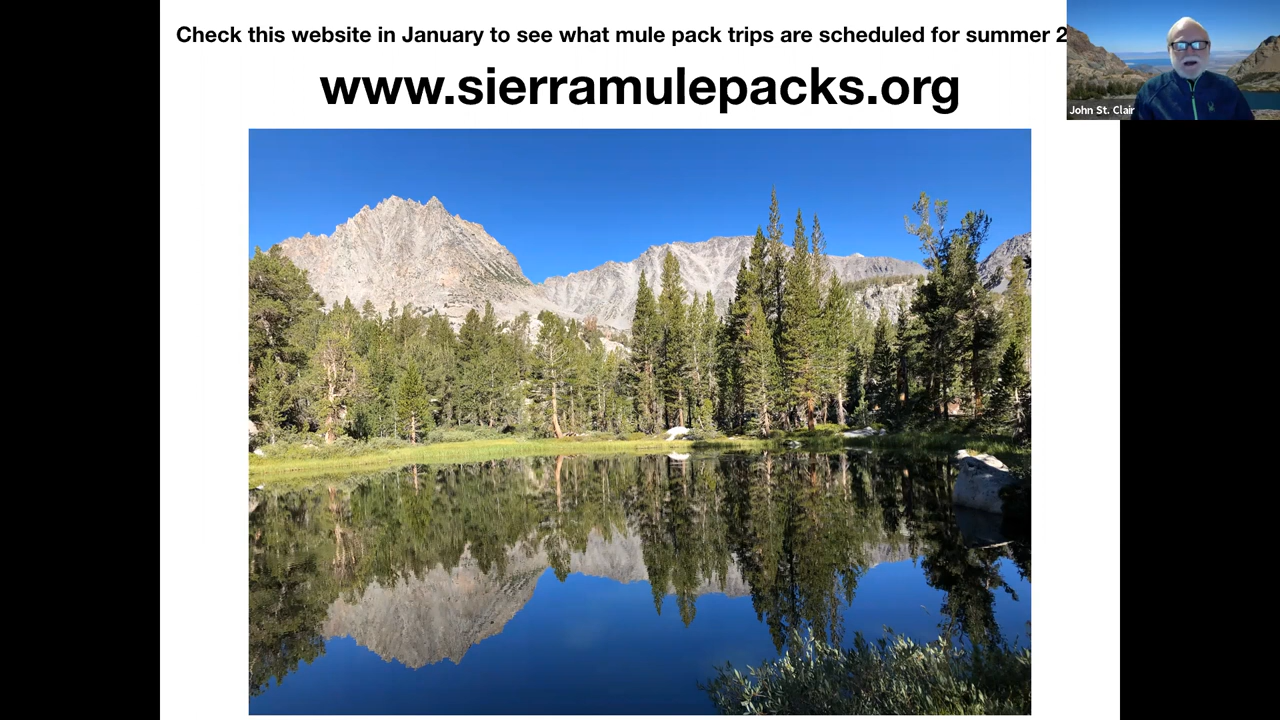 Check this website in January to see what mule pack trips are scheduled for summer 2
www.sierramulepacks.org
John St. Clair